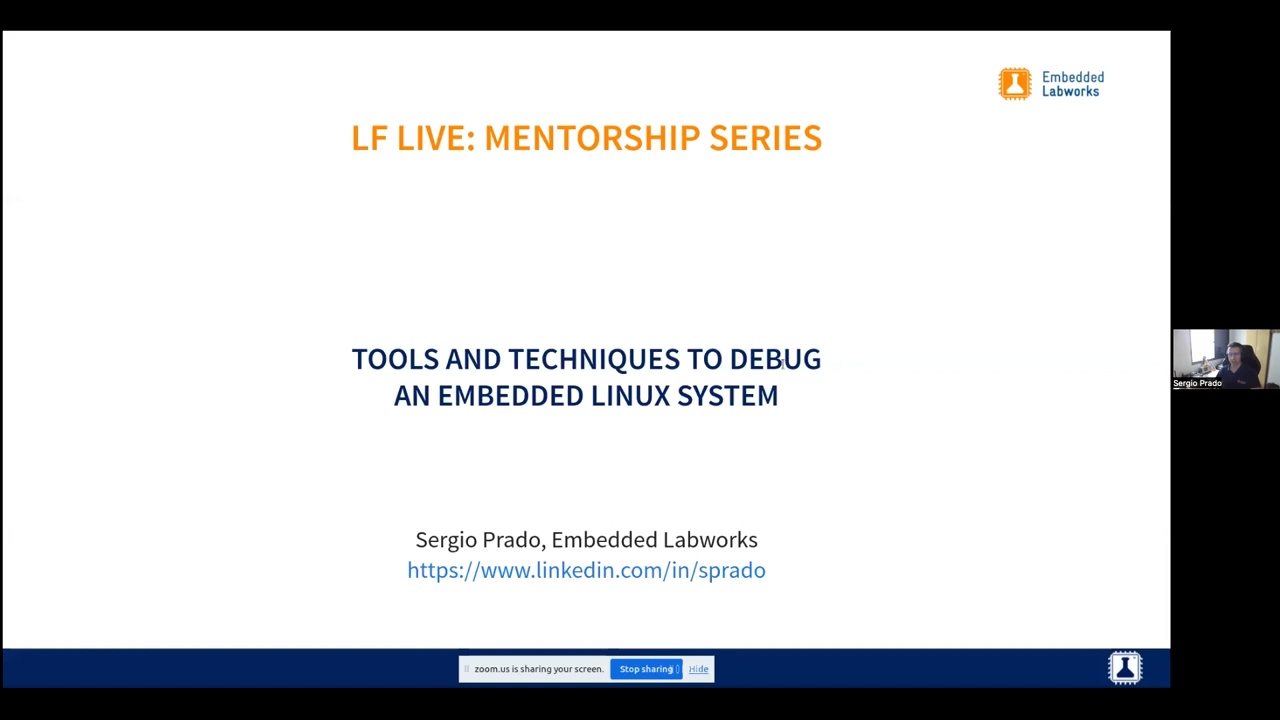 Embedded
Labworks
LF LIVE: MENTORSHIP SERIES
TOOLS AND TECHNIQUES TO DEBUG
AN EMBEDDED LINUX SYSTEM
Sergio Prado
Sergio Prado, Embedded Labworks
https://www.linkedin.com/in/sprado
zoom.us is sharing your screen. Stop sharing Hide